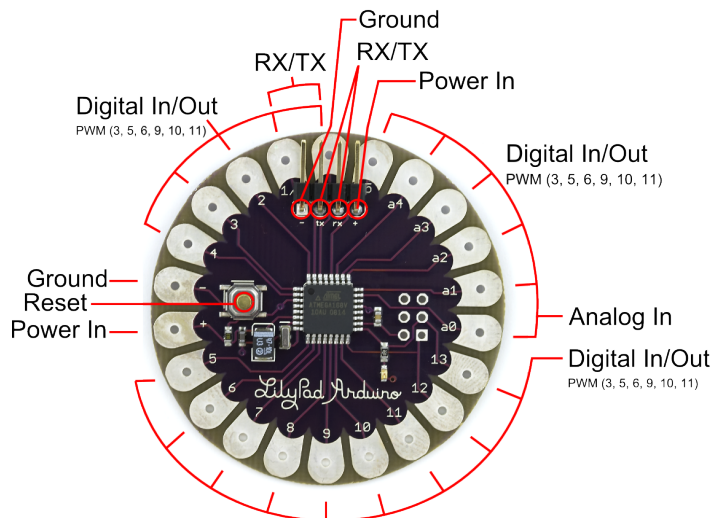 Ground
RX/TX
RX/TX
Power In
Digital In/Out
PWM (3, 5, 6, 9, 10, 11)
Digital In/Out
PWM (3, 5, 6, 9, 10, 11)
1
2
3
4
- tx rx +
a4
a3
a2
a1
a0
Ground
-
Reset
Power In
+
Analog In
Digital In/Out
PWM (3, 5, 6, 9, 10, 11)
5
6
7
8
9
10
11
12
13
LilyPad Arduino